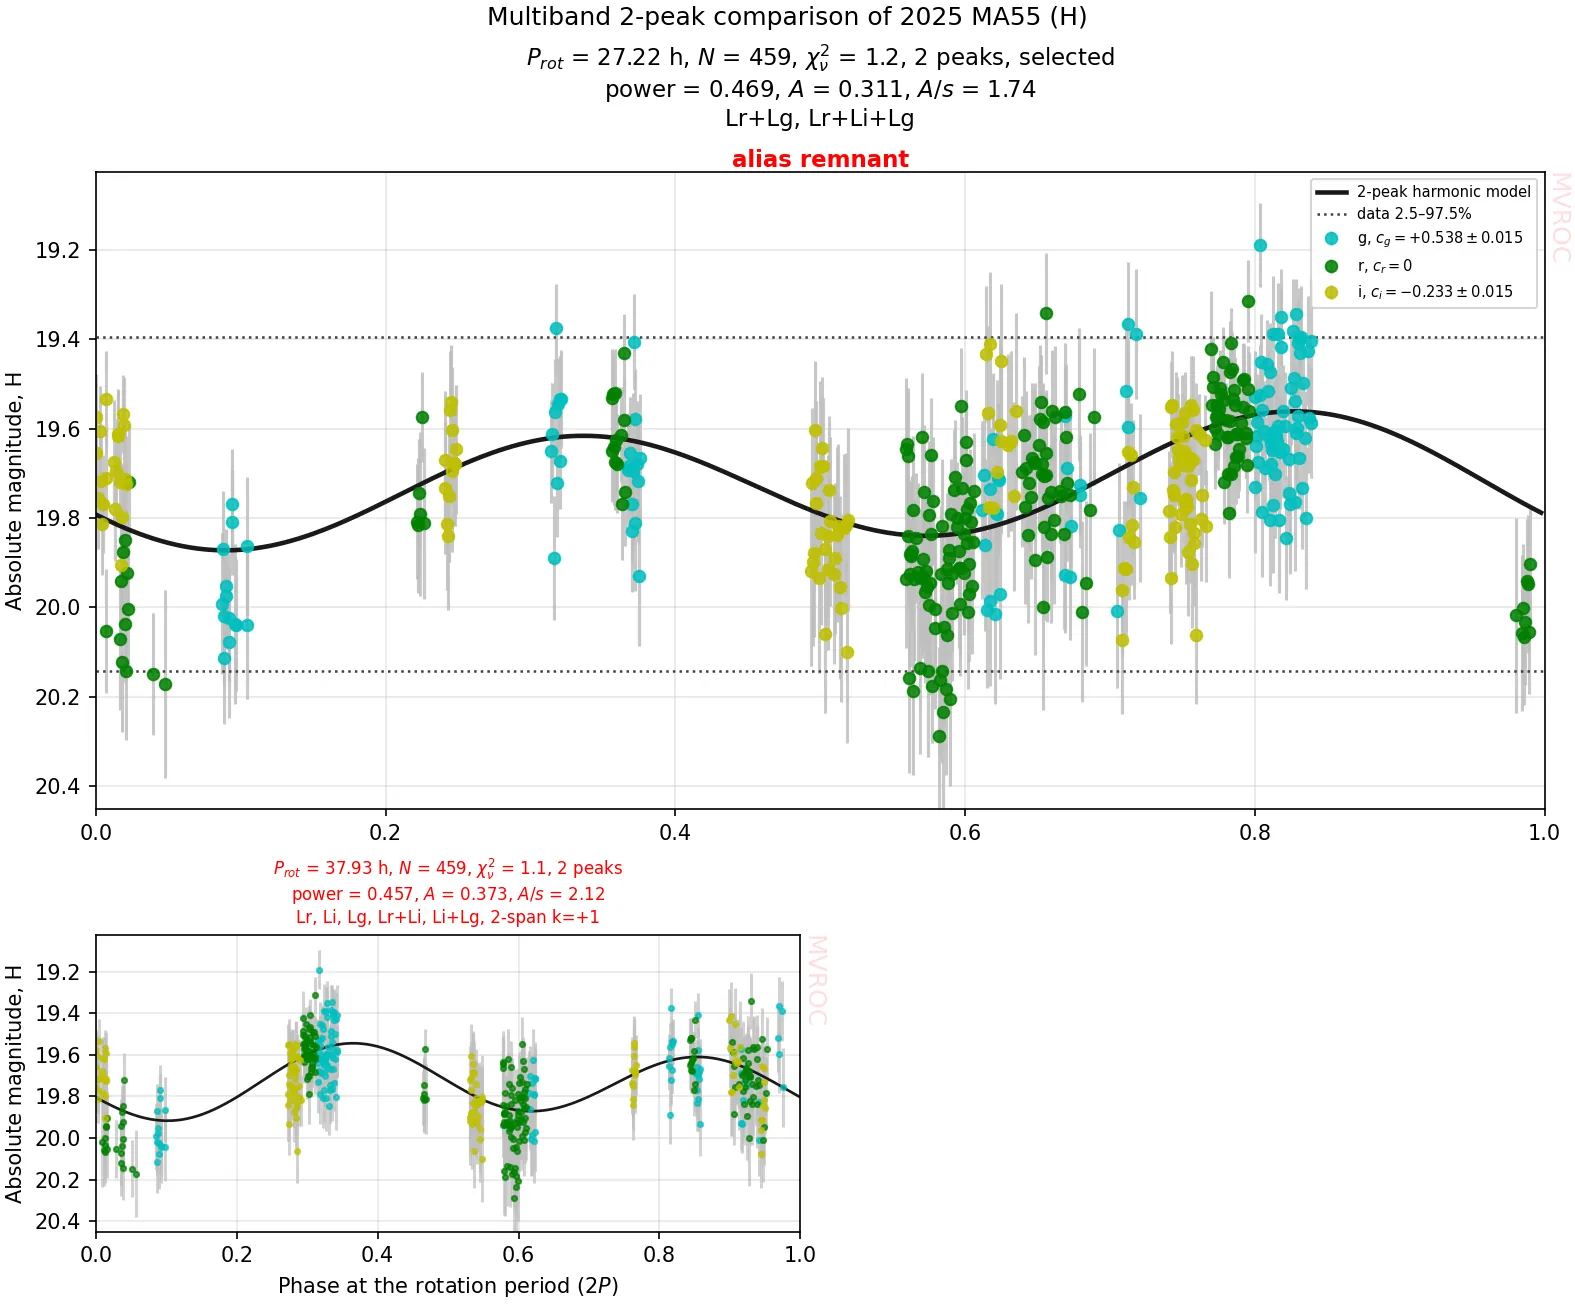 Multiband 2-peak comparison of 2025 MA55 (H)
P_rot = 27.22 h, N = 459, χ²_ν = 1.2, 2 peaks, selected
power = 0.469, A = 0.311, A/s = 1.74
Lr+Lg, Lr+Li+Lg
alias remnant
2-peak harmonic model
data 2.5–97.5%
g, c_g = +0.538 ± 0.015
r, c_r = 0
i, c_i = −0.233 ± 0.015
MVROC
Absolute magnitude, H
19.2
19.4
19.6
19.8
20.0
20.2
20.4
0.0 0.2 0.4 0.6 0.8 1.0
P_rot = 37.93 h, N = 459, χ²_ν = 1.1, 2 peaks
power = 0.457, A = 0.373, A/s = 2.12
Lr, Li, Lg, Lr+Li, Li+Lg, 2-span k=+1
MVROC
Absolute magnitude, H
19.2
19.4
19.6
19.8
20.0
20.2
20.4
0.0 0.2 0.4 0.6 0.8 1.0
Phase at the rotation period (2P)